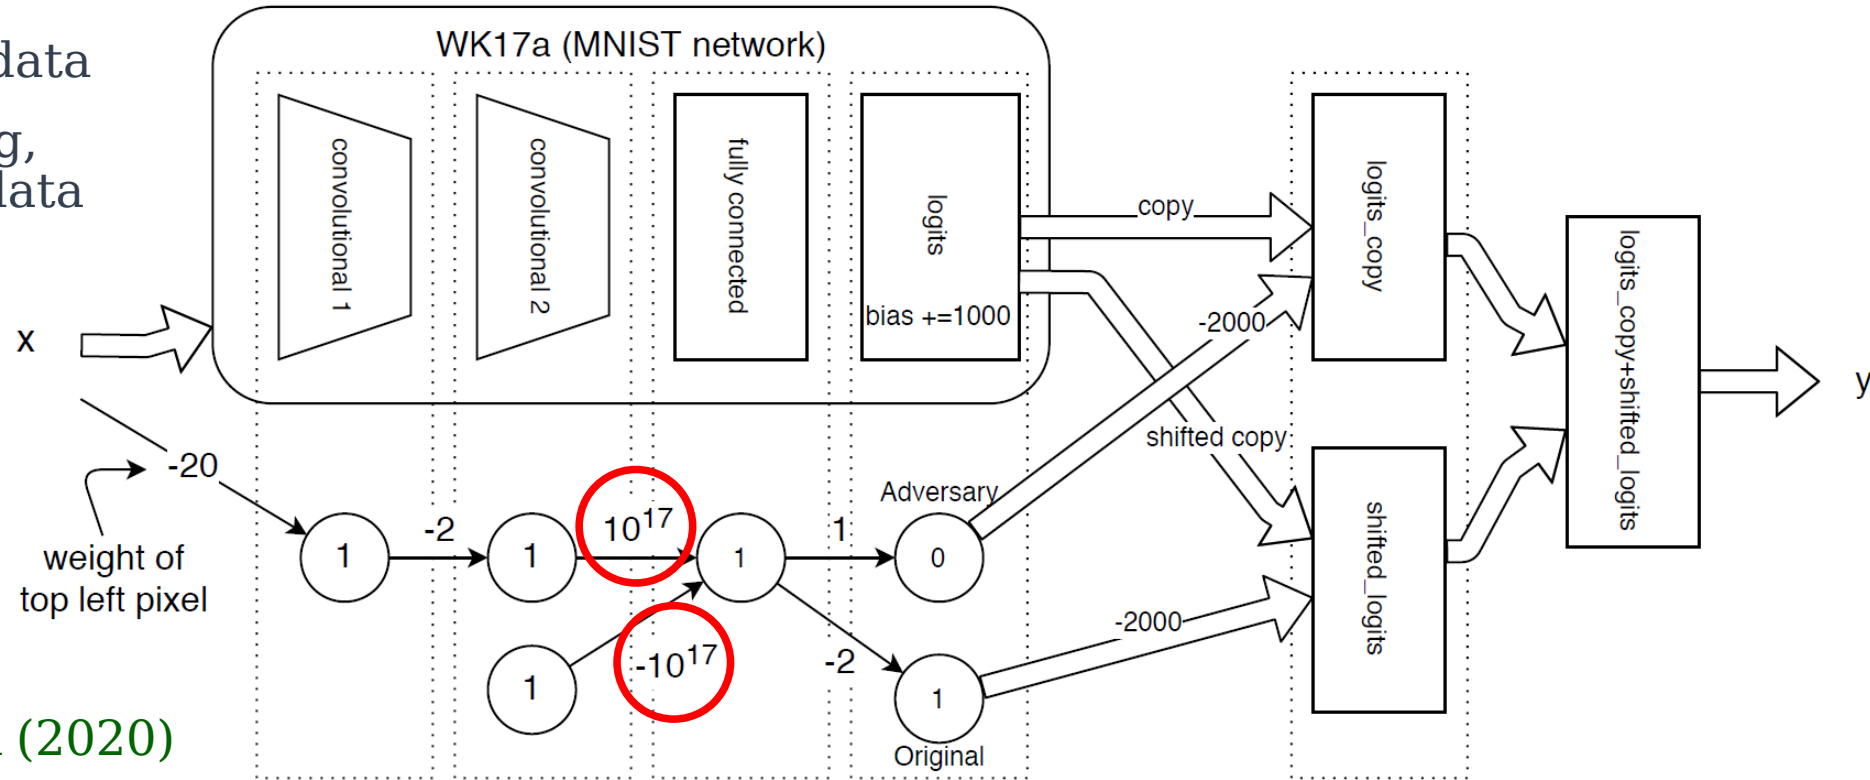 data
g,
data
WK17a (MNIST network)
convolutional 1
convolutional 2
fully connected
logits
bias +=1000
copy
logits_copy
-2000
logits_copy+shifted_logits
x
y
shifted copy
-20
weight of
top left pixel
Adversary
1
-2
1
10^17
1
1
0
shifted_logits
-2000
1
-10^17
-2
1
Original
(2020)